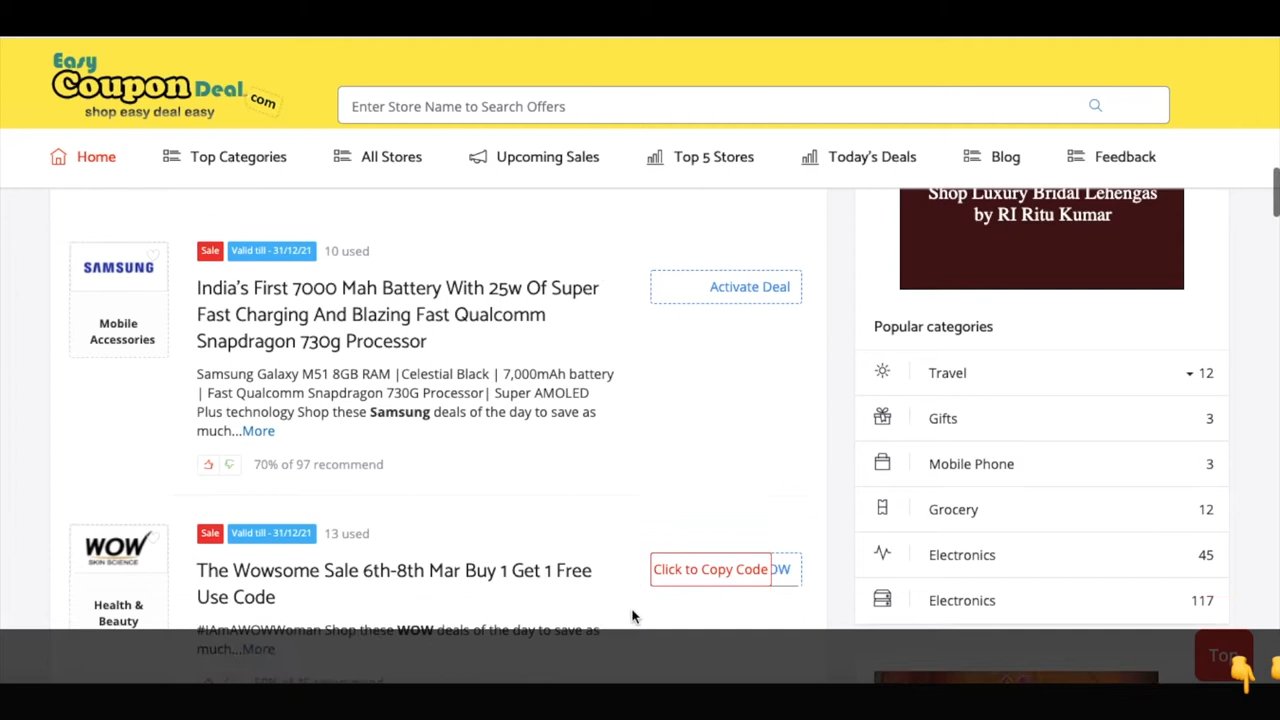 Easy
Coupon Deal.com
shop easy deal easy
Enter Store Name to Search Offers
Home
Top Categories
All Stores
Upcoming Sales
Top 5 Stores
Today's Deals
Blog
Feedback
Shop Luxury Bridal Lehengas
by RI Ritu Kumar
SAMSUNG
Mobile
Accessories
Sale Valid till - 31/12/21 10 used
India's First 7000 Mah Battery With 25w Of Super
Fast Charging And Blazing Fast Qualcomm
Snapdragon 730g Processor
Samsung Galaxy M51 8GB RAM |Celestial Black | 7,000mAh battery
| Fast Qualcomm Snapdragon 730G Processor| Super AMOLED
Plus technology Shop these Samsung deals of the day to save as
much...More
70% of 97 recommend
Activate Deal
WOW
SKIN SCIENCE
Health &
Beauty
Sale Valid till - 31/12/21 13 used
The Wowsome Sale 6th-8th Mar Buy 1 Get 1 Free
Use Code
#IAmAWOWWoman Shop these WOW deals of the day to save as
much...More
Click to Copy Code OW
Popular categories
Travel 12
Gifts 3
Mobile Phone 3
Grocery 12
Electronics 45
Electronics 117
Top